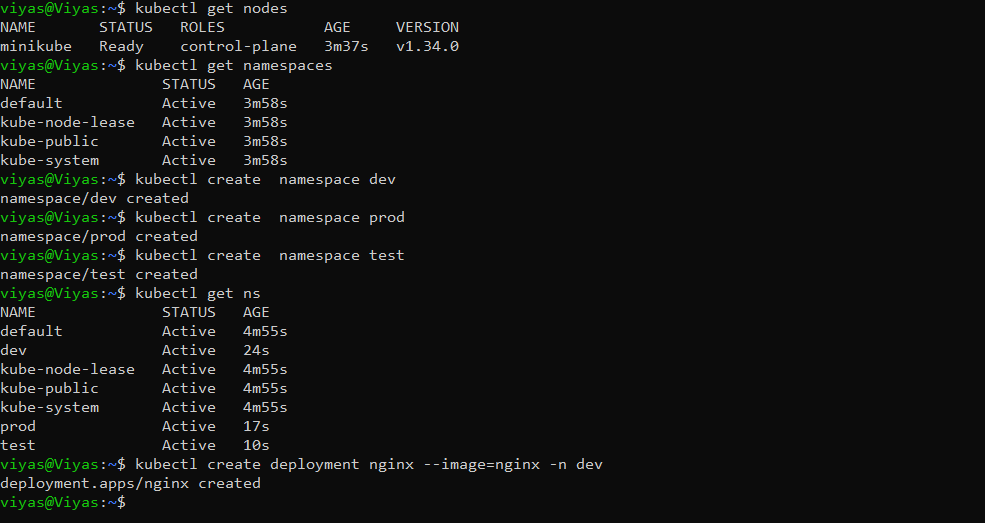 viyas@Viyas:~$ kubectl get nodes
NAME       STATUS   ROLES           AGE     VERSION
minikube   Ready    control-plane   3m37s   v1.34.0
viyas@Viyas:~$ kubectl get namespaces
NAME              STATUS   AGE
default           Active   3m58s
kube-node-lease   Active   3m58s
kube-public       Active   3m58s
kube-system       Active   3m58s
viyas@Viyas:~$ kubectl create  namespace dev
namespace/dev created
viyas@Viyas:~$ kubectl create  namespace prod
namespace/prod created
viyas@Viyas:~$ kubectl create  namespace test
namespace/test created
viyas@Viyas:~$ kubectl get ns
NAME              STATUS   AGE
default           Active   4m55s
dev               Active   24s
kube-node-lease   Active   4m55s
kube-public       Active   4m55s
kube-system       Active   4m55s
prod              Active   17s
test              Active   10s
viyas@Viyas:~$ kubectl create deployment nginx --image=nginx -n dev
deployment.apps/nginx created
viyas@Viyas:~$